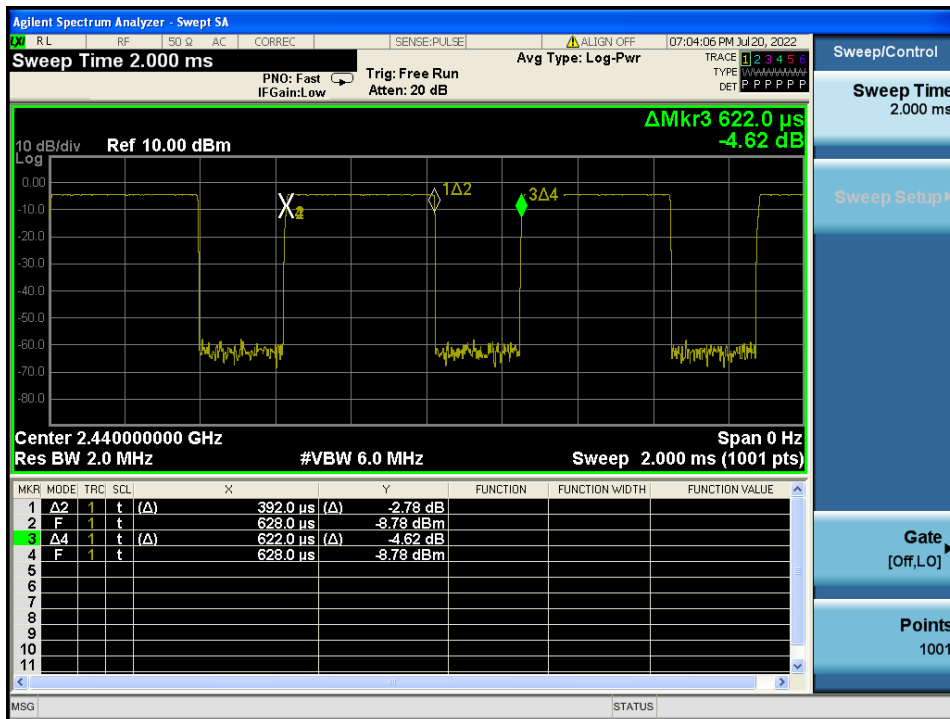 Agilent Spectrum Analyzer - Swept SA
LXI RL RF 50 Ω AC CORREC SENSE:PULSE ALIGN OFF 07:04:06 PM Jul 20, 2022
Sweep Time 2.000 ms
PNO: Fast
IFGain:Low
Trig: Free Run
Atten: 20 dB
Avg Type: Log-Pwr
TRACE 1 2 3 4 5 6
TYPE W
DET P P P P P P
ΔMkr3 622.0 µs
-4.62 dB
10 dB/div Ref 10.00 dBm
Log
0.00
-10.0
-20.0
-30.0
-40.0
-50.0
-60.0
-70.0
-80.0
1Δ2
3Δ4
Center 2.440000000 GHz Span 0 Hz
Res BW 2.0 MHz #VBW 6.0 MHz Sweep 2.000 ms (1001 pts)
MKR MODE TRC SCL X Y FUNCTION FUNCTION WIDTH FUNCTION VALUE
1 Δ2 1 t (Δ) 392.0 µs (Δ) -2.78 dB
2 F 1 t 628.0 µs -8.78 dBm
3 Δ4 1 t (Δ) 622.0 µs (Δ) -4.62 dB
4 F 1 t 628.0 µs -8.78 dBm
5
6
7
8
9
10
11
MSG STATUS
Sweep/Control
Sweep Time
2.000 ms
Sweep Setup
Gate
[Off,LO]
Points
1001